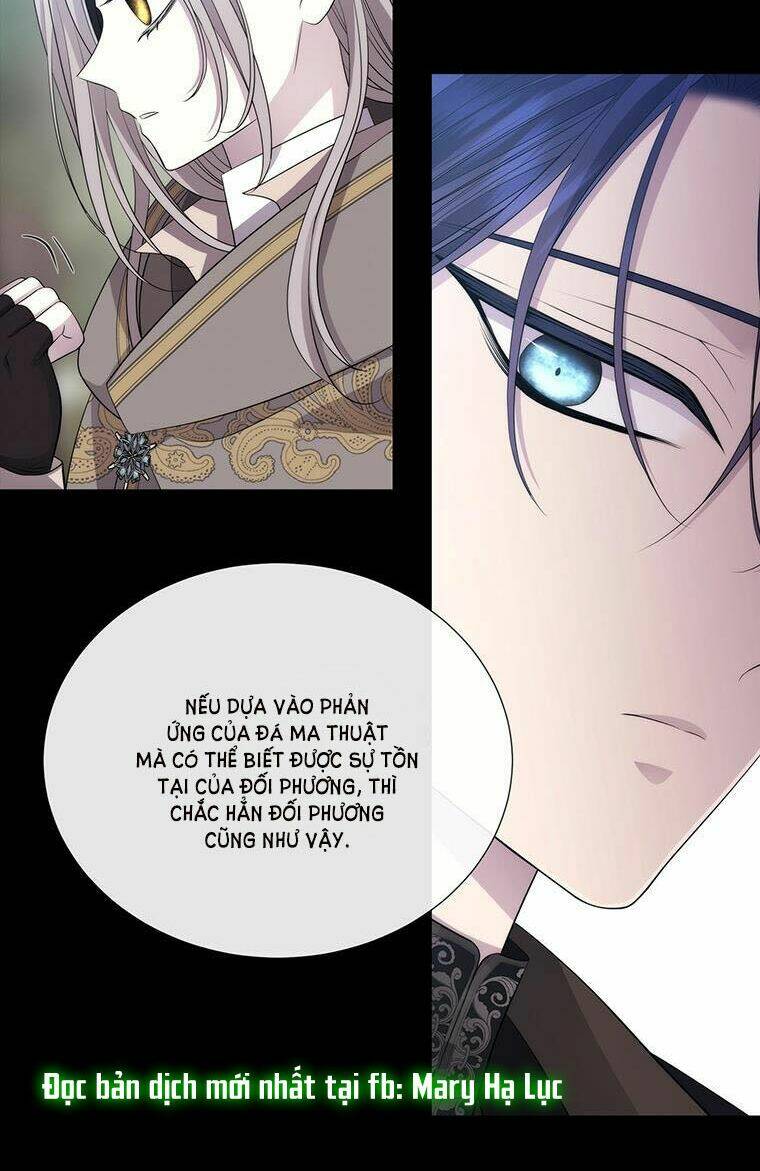 NẾU DỰA VÀO PHẢN
ỨNG CỦA ĐÁ MA THUẬT
MÀ CÓ THỂ BIẾT ĐƯỢC SỰ TỒN
TẠI CỦA ĐỐI PHƯƠNG, THÌ
CHẮC HẲN ĐỐI PHƯƠNG
CŨNG NHƯ VẬY.
Đọc bản dịch mới nhất tại fb: Mary Hạ Lục